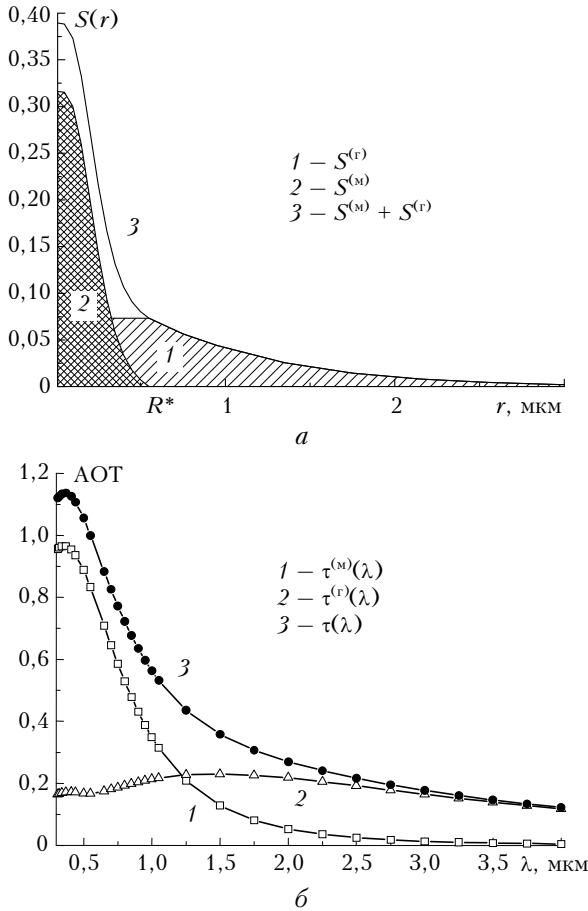 0,40 S(r)
0,35
0,30
0,25
0,20
0,15
0,10
0,05
0
1 – S⁽ᵍ⁾
1 – S^(г)
2 – S^(м)
3 – S^(м) + S^(г)
3
2
1
R* 1 2 r, мкм
а
1,2 АОТ
1,0
0,8
0,6
0,4
0,2
0
1 – τ^(м)(λ)
2 – τ^(г)(λ)
3 – τ(λ)
3
2
1
0,5 1,0 1,5 2,0 2,5 3,0 3,5 λ, мкм
б